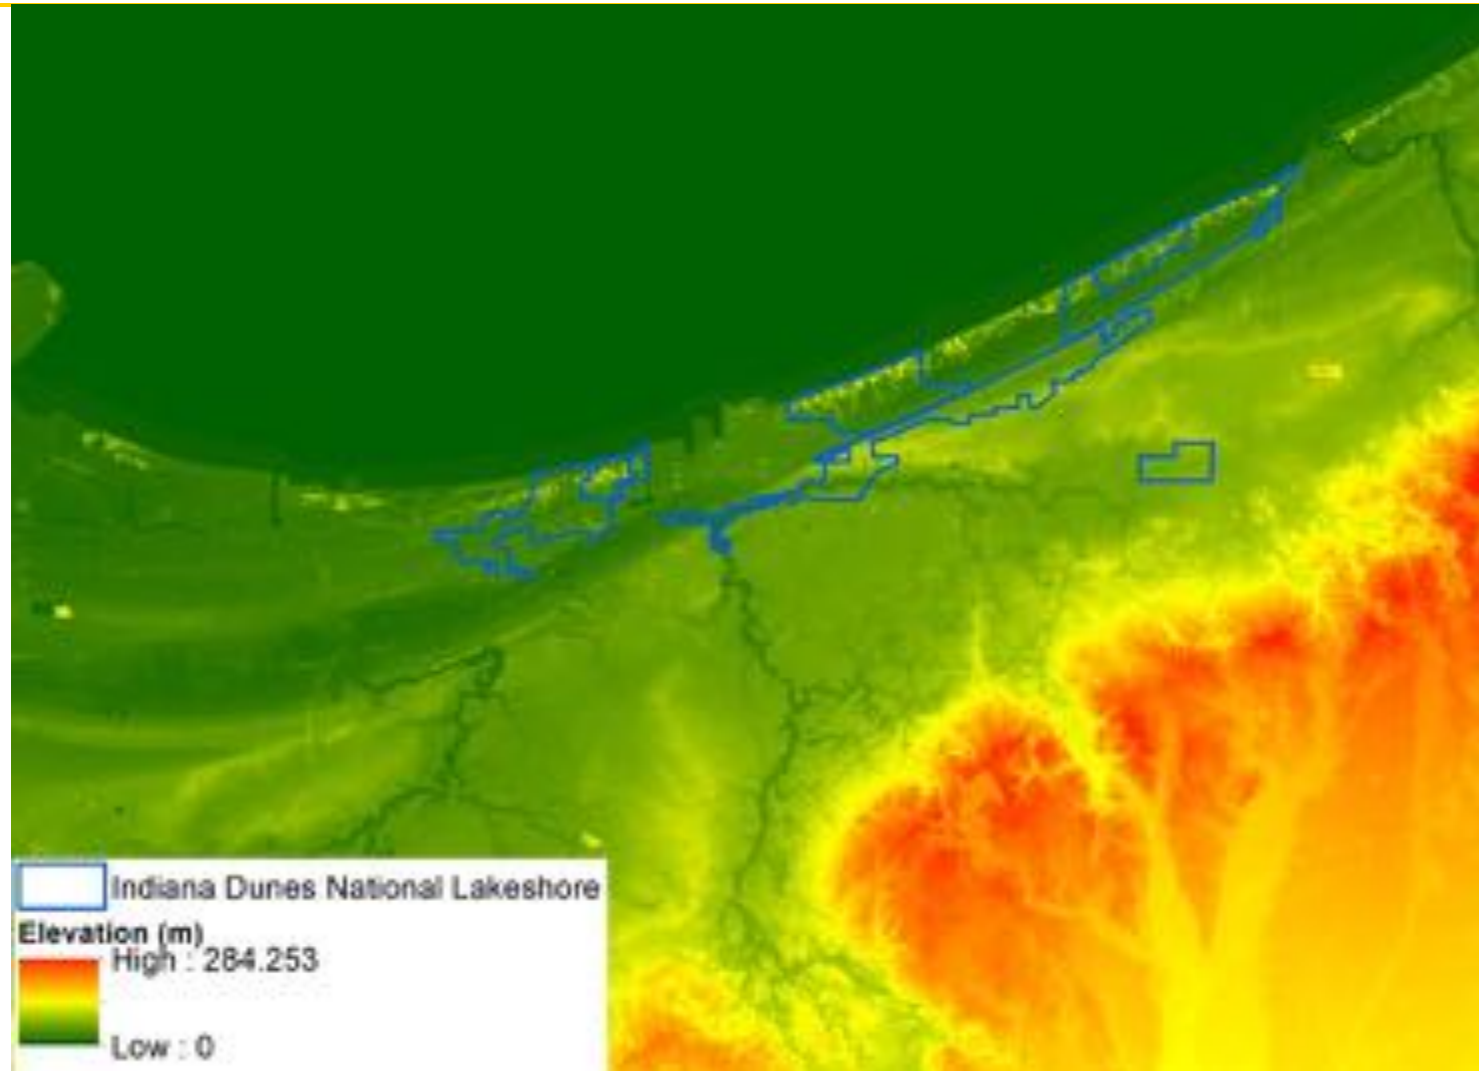 Indiana Dunes National Lakeshore
Elevation (m)
High : 284.253
Low : 0